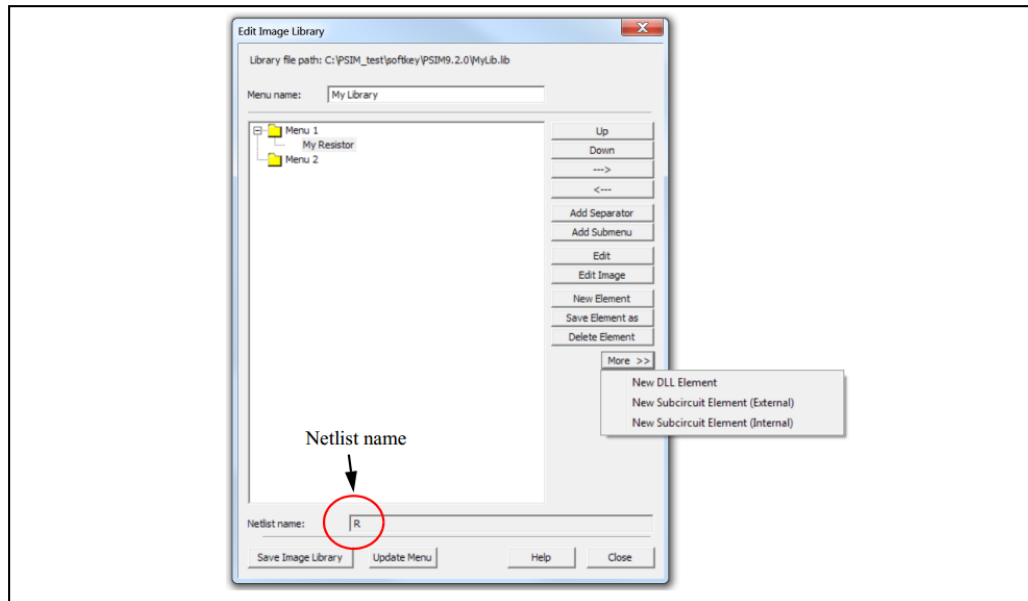 Edit Image Library
Library file path: C:\PSIM_test\softkey\PSIM9.2.0\MyLib.lib
Menu name: My Library
Menu 1
My Resistor
Menu 2
Up
Down
--->
<---
Add Separator
Add Submenu
Edit
Edit Image
New Element
Save Element as
Delete Element
More >>
New DLL Element
New Subcircuit Element (External)
New Subcircuit Element (Internal)
Netlist name
Netlist name: R
Save Image Library Update Menu Help Close